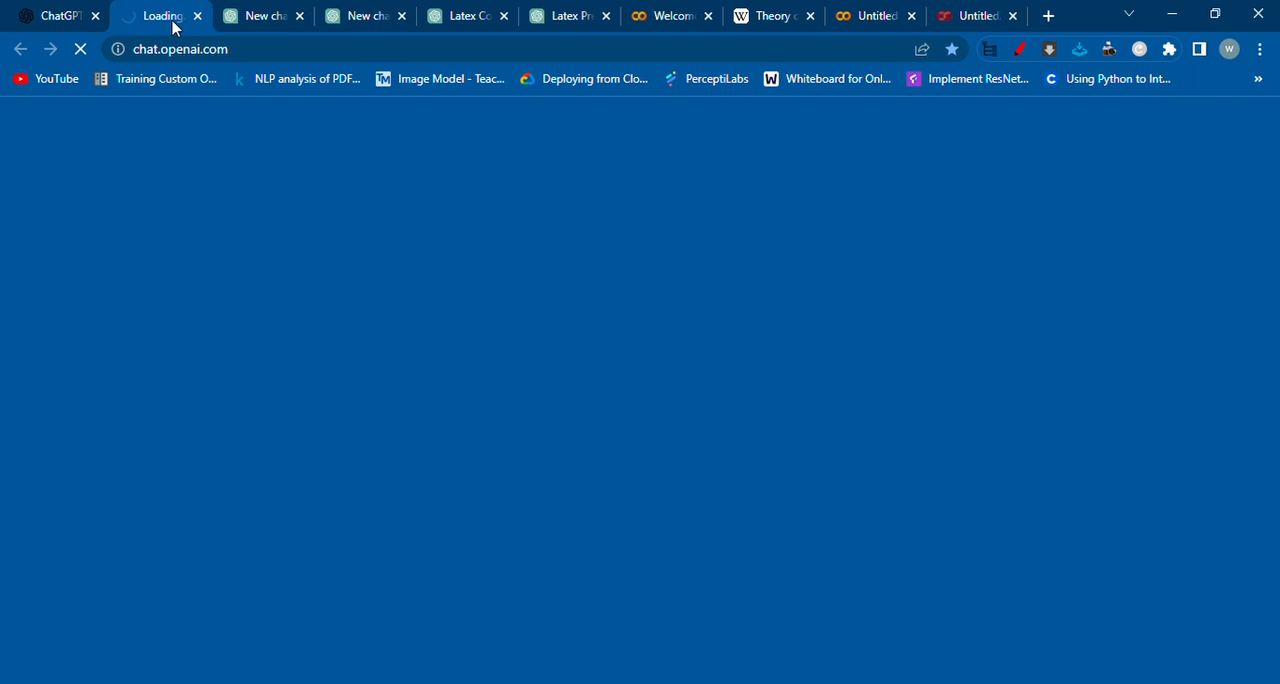 ChatGPT Loading New cha New cha Latex Co Latex Pr Welcom Theory o Untitled Untitled
chat.openai.com W
YouTube Training Custom O... NLP analysis of PDF... Image Model - Teac... Deploying from Clo... PerceptiLabs Whiteboard for Onl... Implement ResNet... Using Python to Int... »